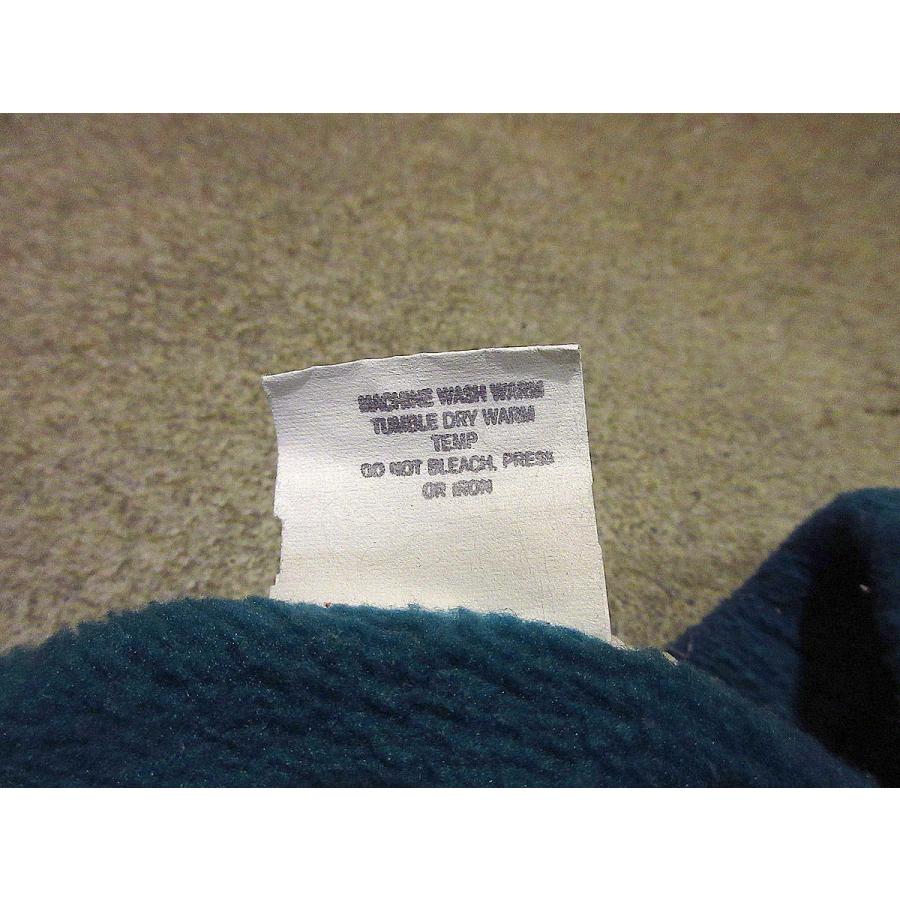 MACHINE WASH WARM
TUMBLE DRY WARM
TEMP
DO NOT BLEACH, PRESS
OR IRON